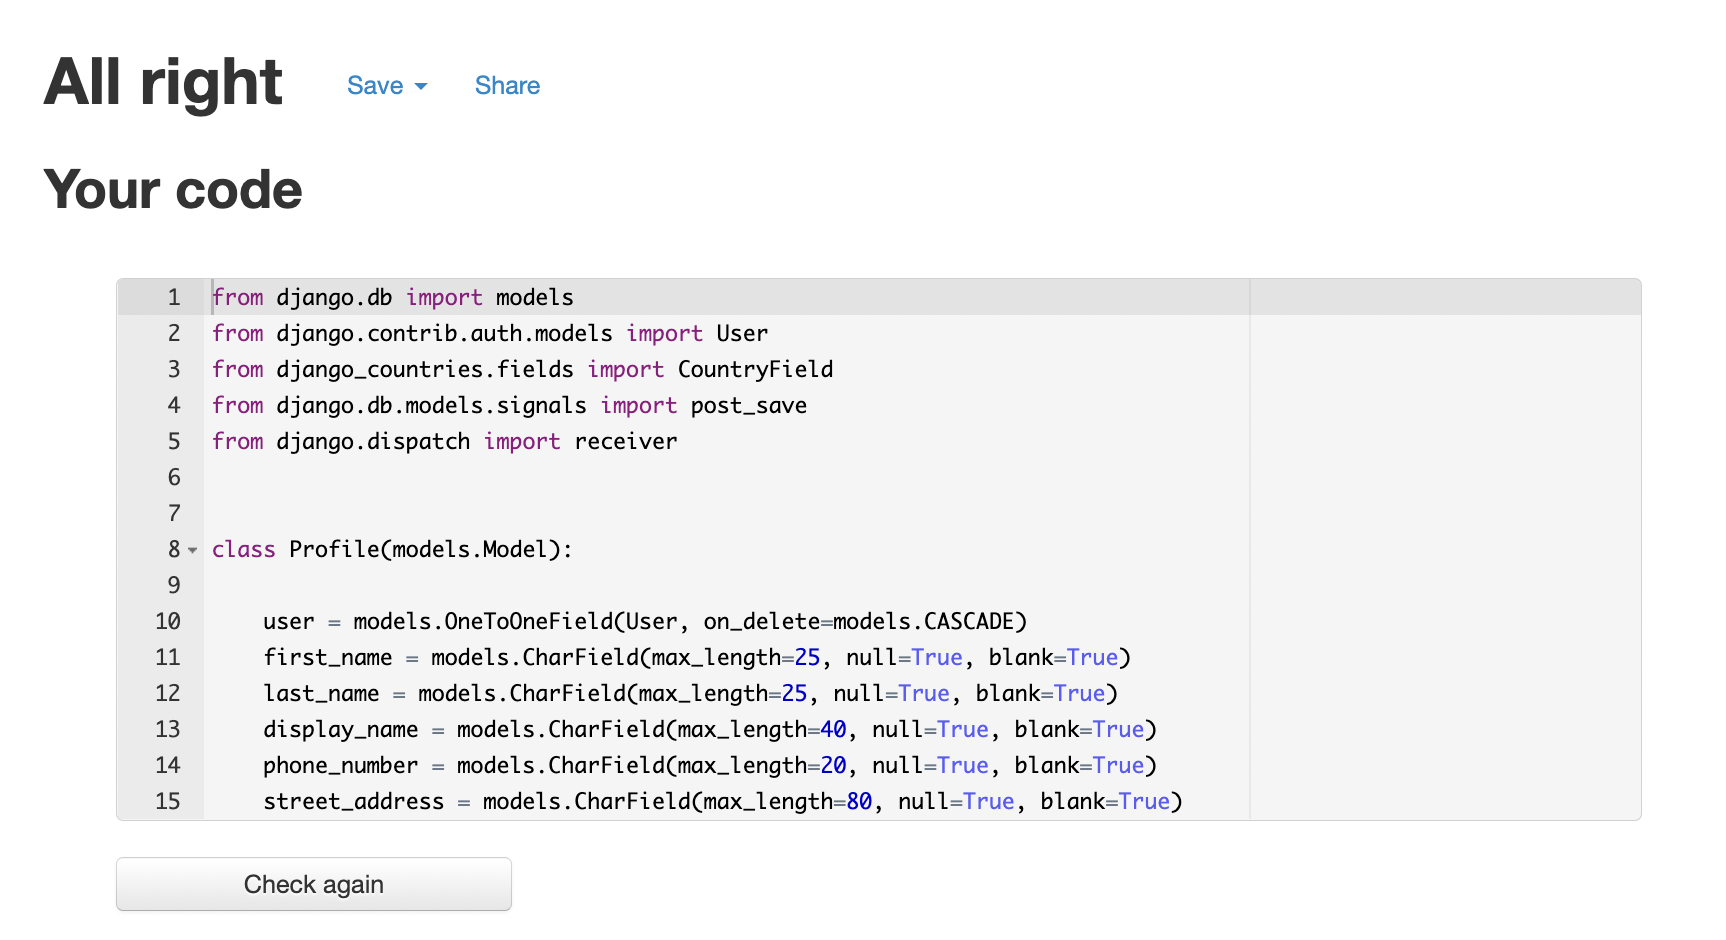 All right Save Share
Your code
1 from django.db import models
2 from django.contrib.auth.models import User
3 from django_countries.fields import CountryField
4 from django.db.models.signals import post_save
5 from django.dispatch import receiver
6
7
8 class Profile(models.Model):
9
10 user = models.OneToOneField(User, on_delete=models.CASCADE)
11 first_name = models.CharField(max_length=25, null=True, blank=True)
12 last_name = models.CharField(max_length=25, null=True, blank=True)
13 display_name = models.CharField(max_length=40, null=True, blank=True)
14 phone_number = models.CharField(max_length=20, null=True, blank=True)
15 street_address = models.CharField(max_length=80, null=True, blank=True)
Check again